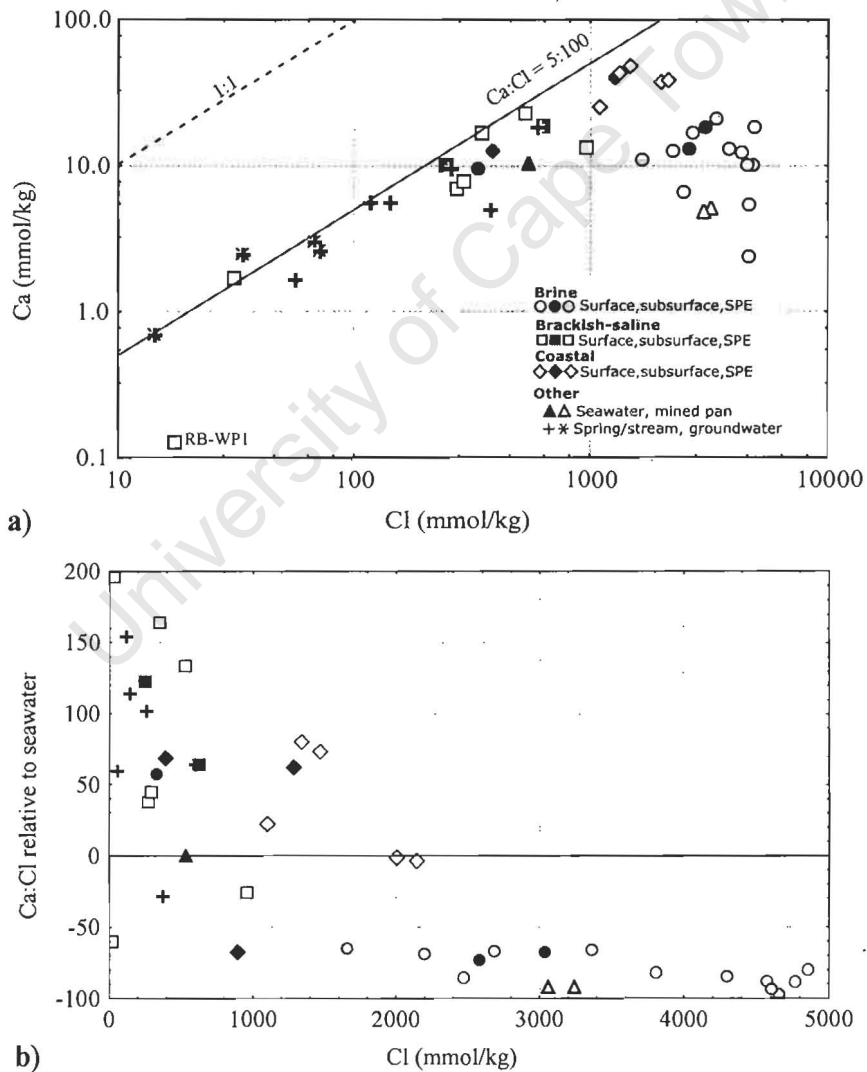 University of Cape Town
100.0
10.0
1.0
0.1
Ca (mmol/kg)
1:1
Ca:Cl = 5:100
RB-WPI
Brine
Surface,subsurface,SPE
Brackish-saline
Surface,subsurface,SPE
Coastal
Surface,subsurface,SPE
Other
Seawater, mined pan
Spring/stream, groundwater
10
100
1000
10000
a)
Cl (mmol/kg)
200
150
100
50
0
-50
-100
Ca:Cl relative to seawater
0
1000
2000
3000
4000
5000
b)
Cl (mmol/kg)